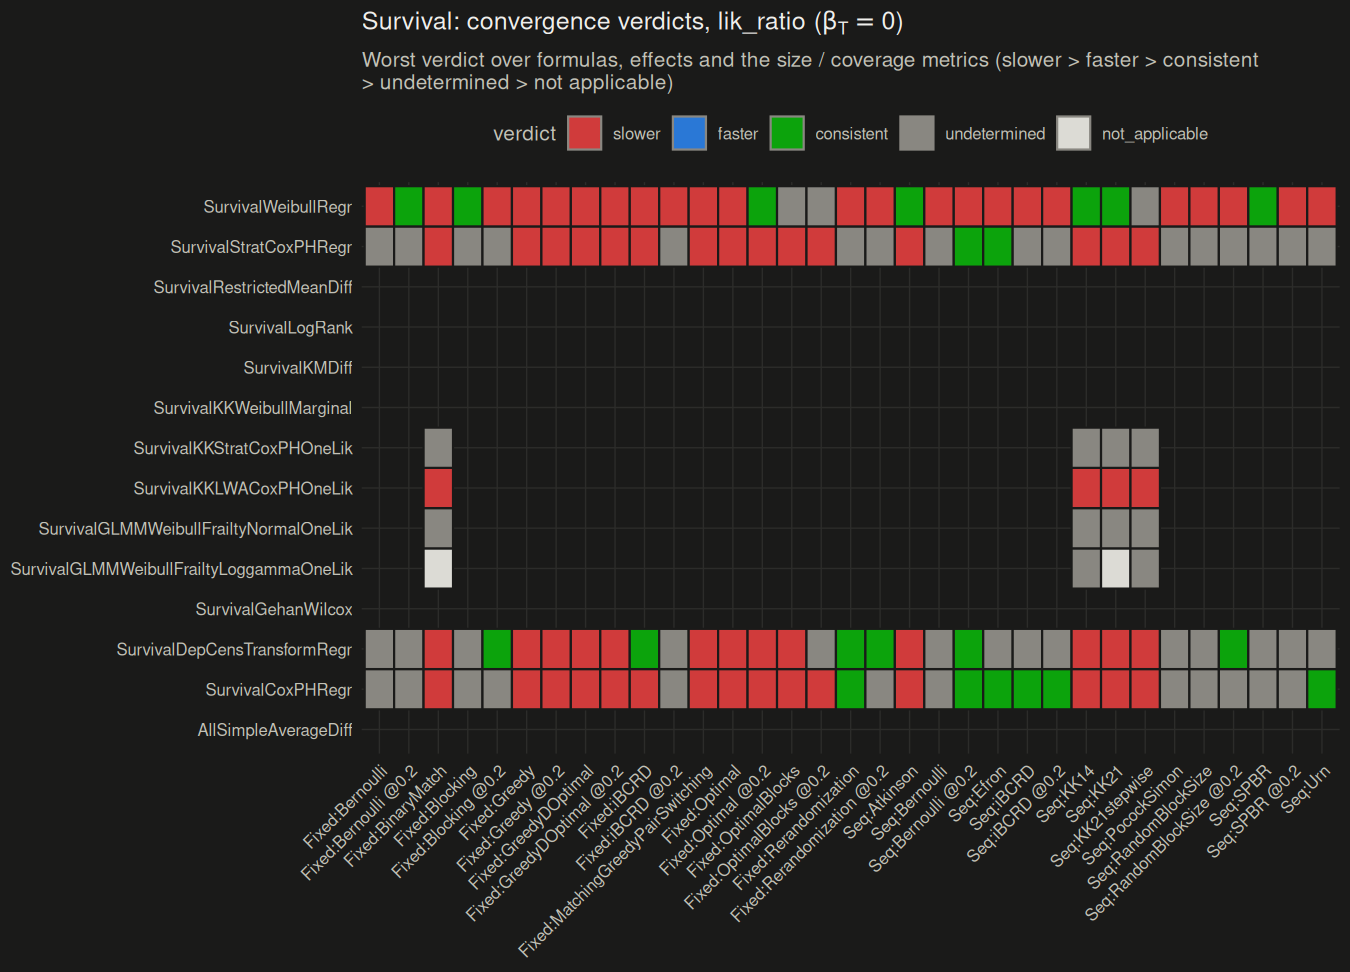 Survival: convergence verdicts, lik_ratio (βT = 0)
Worst verdict over formulas, effects and the size / coverage metrics (slower > faster > consistent
> undetermined > not applicable)
verdict slower faster consistent undetermined not_applicable
SurvivalWeibullRegr
SurvivalStratCoxPHRegr
SurvivalRestrictedMeanDiff
SurvivalLogRank
SurvivalKMDiff
SurvivalKKWeibullMarginal
SurvivalKKStratCoxPHOneLik
SurvivalKKLWACoxPHOneLik
SurvivalGLMMWeibullFrailtyNormalOneLik
SurvivalGLMMWeibullFrailtyLoggammaOneLik
SurvivalGehanWilcox
SurvivalDepCensTransformRegr
SurvivalCoxPHRegr
AllSimpleAverageDiff
Fixed:Bernoulli
Fixed:Bernoulli @0.2
Fixed:BinaryMatch
Fixed:Blocking
Fixed:Blocking @0.2
Fixed:Greedy
Fixed:Greedy @0.2
Fixed:GreedyDOptimal
Fixed:GreedyDOptimal @0.2
Fixed:iBCRD
Fixed:iBCRD @0.2
Fixed:MatchingGreedyPairSwitching
Fixed:Optimal
Fixed:Optimal @0.2
Fixed:OptimalBlocks
Fixed:OptimalBlocks @0.2
Fixed:Rerandomization
Fixed:Rerandomization @0.2
Seq:Atkinson
Seq:Bernoulli
Seq:Bernoulli @0.2
Seq:Efron
Seq:iBCRD
Seq:iBCRD @0.2
Seq:KK14
Seq:KK21
Seq:KK21stepwise
Seq:PocockSimon
Seq:RandomBlockSize
Seq:RandomBlockSize @0.2
Seq:SPBR
Seq:SPBR @0.2
Seq:Urn